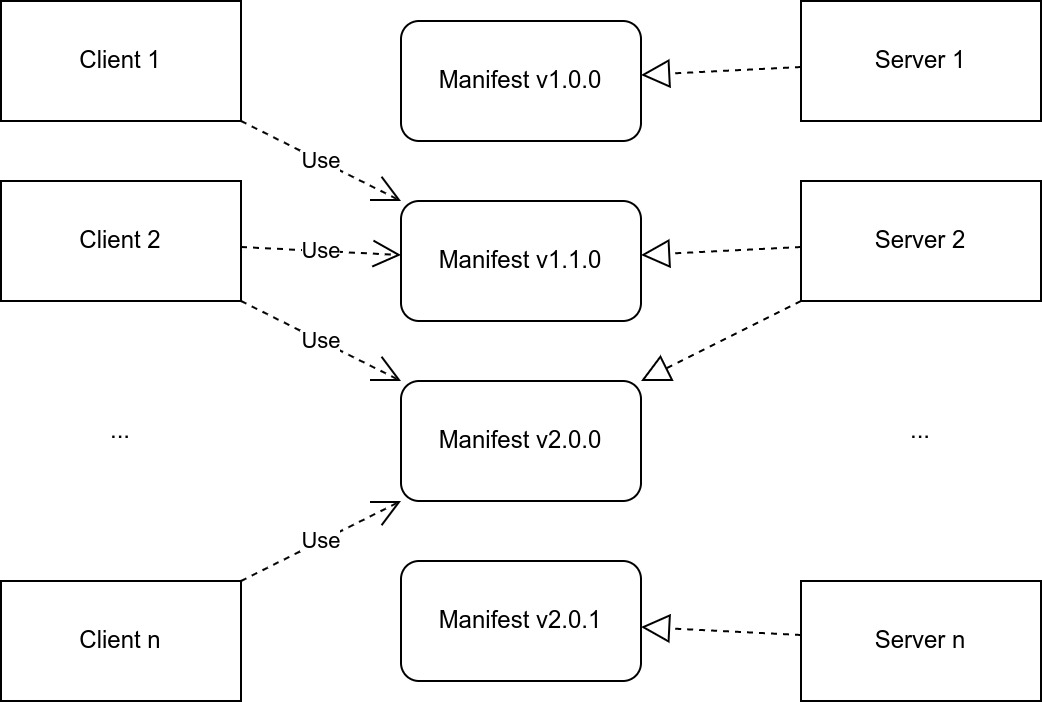 Client 1
Manifest v1.0.0
Server 1
Use
Client 2
Use
Manifest v1.1.0
Server 2
Use
...
Manifest v2.0.0
...
Use
Client n
Manifest v2.0.1
Server n